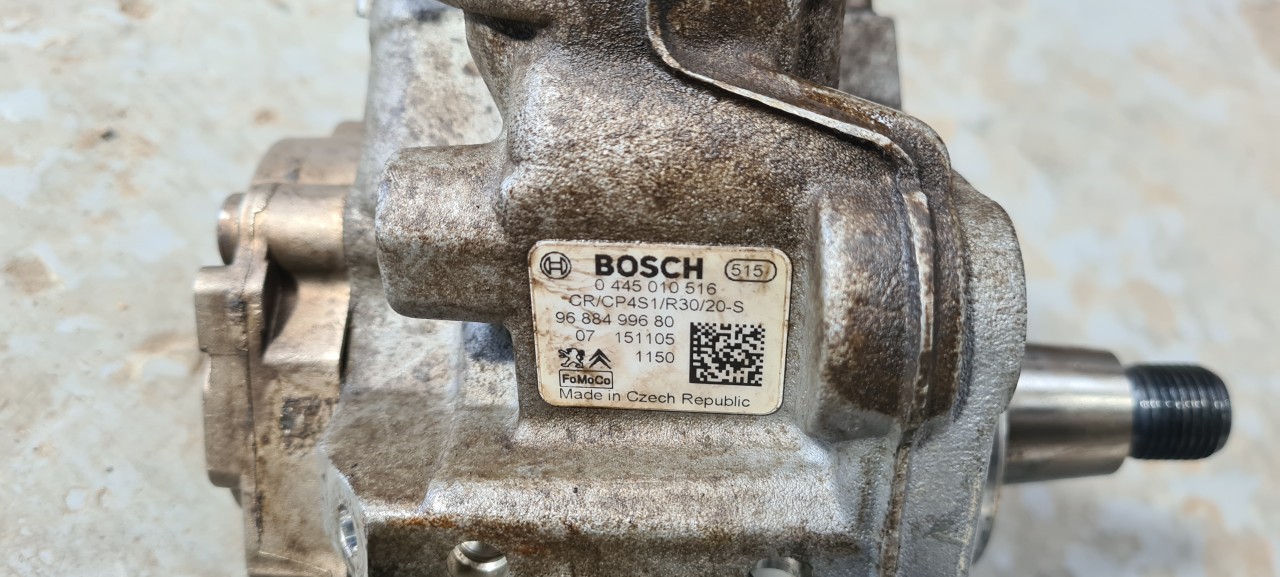 BOSCH 515
0 445 010 516
CR/CP4S1/R30/20-S
96 884 996 80
07 151105
1150
FoMoCo
Made in Czech Republic